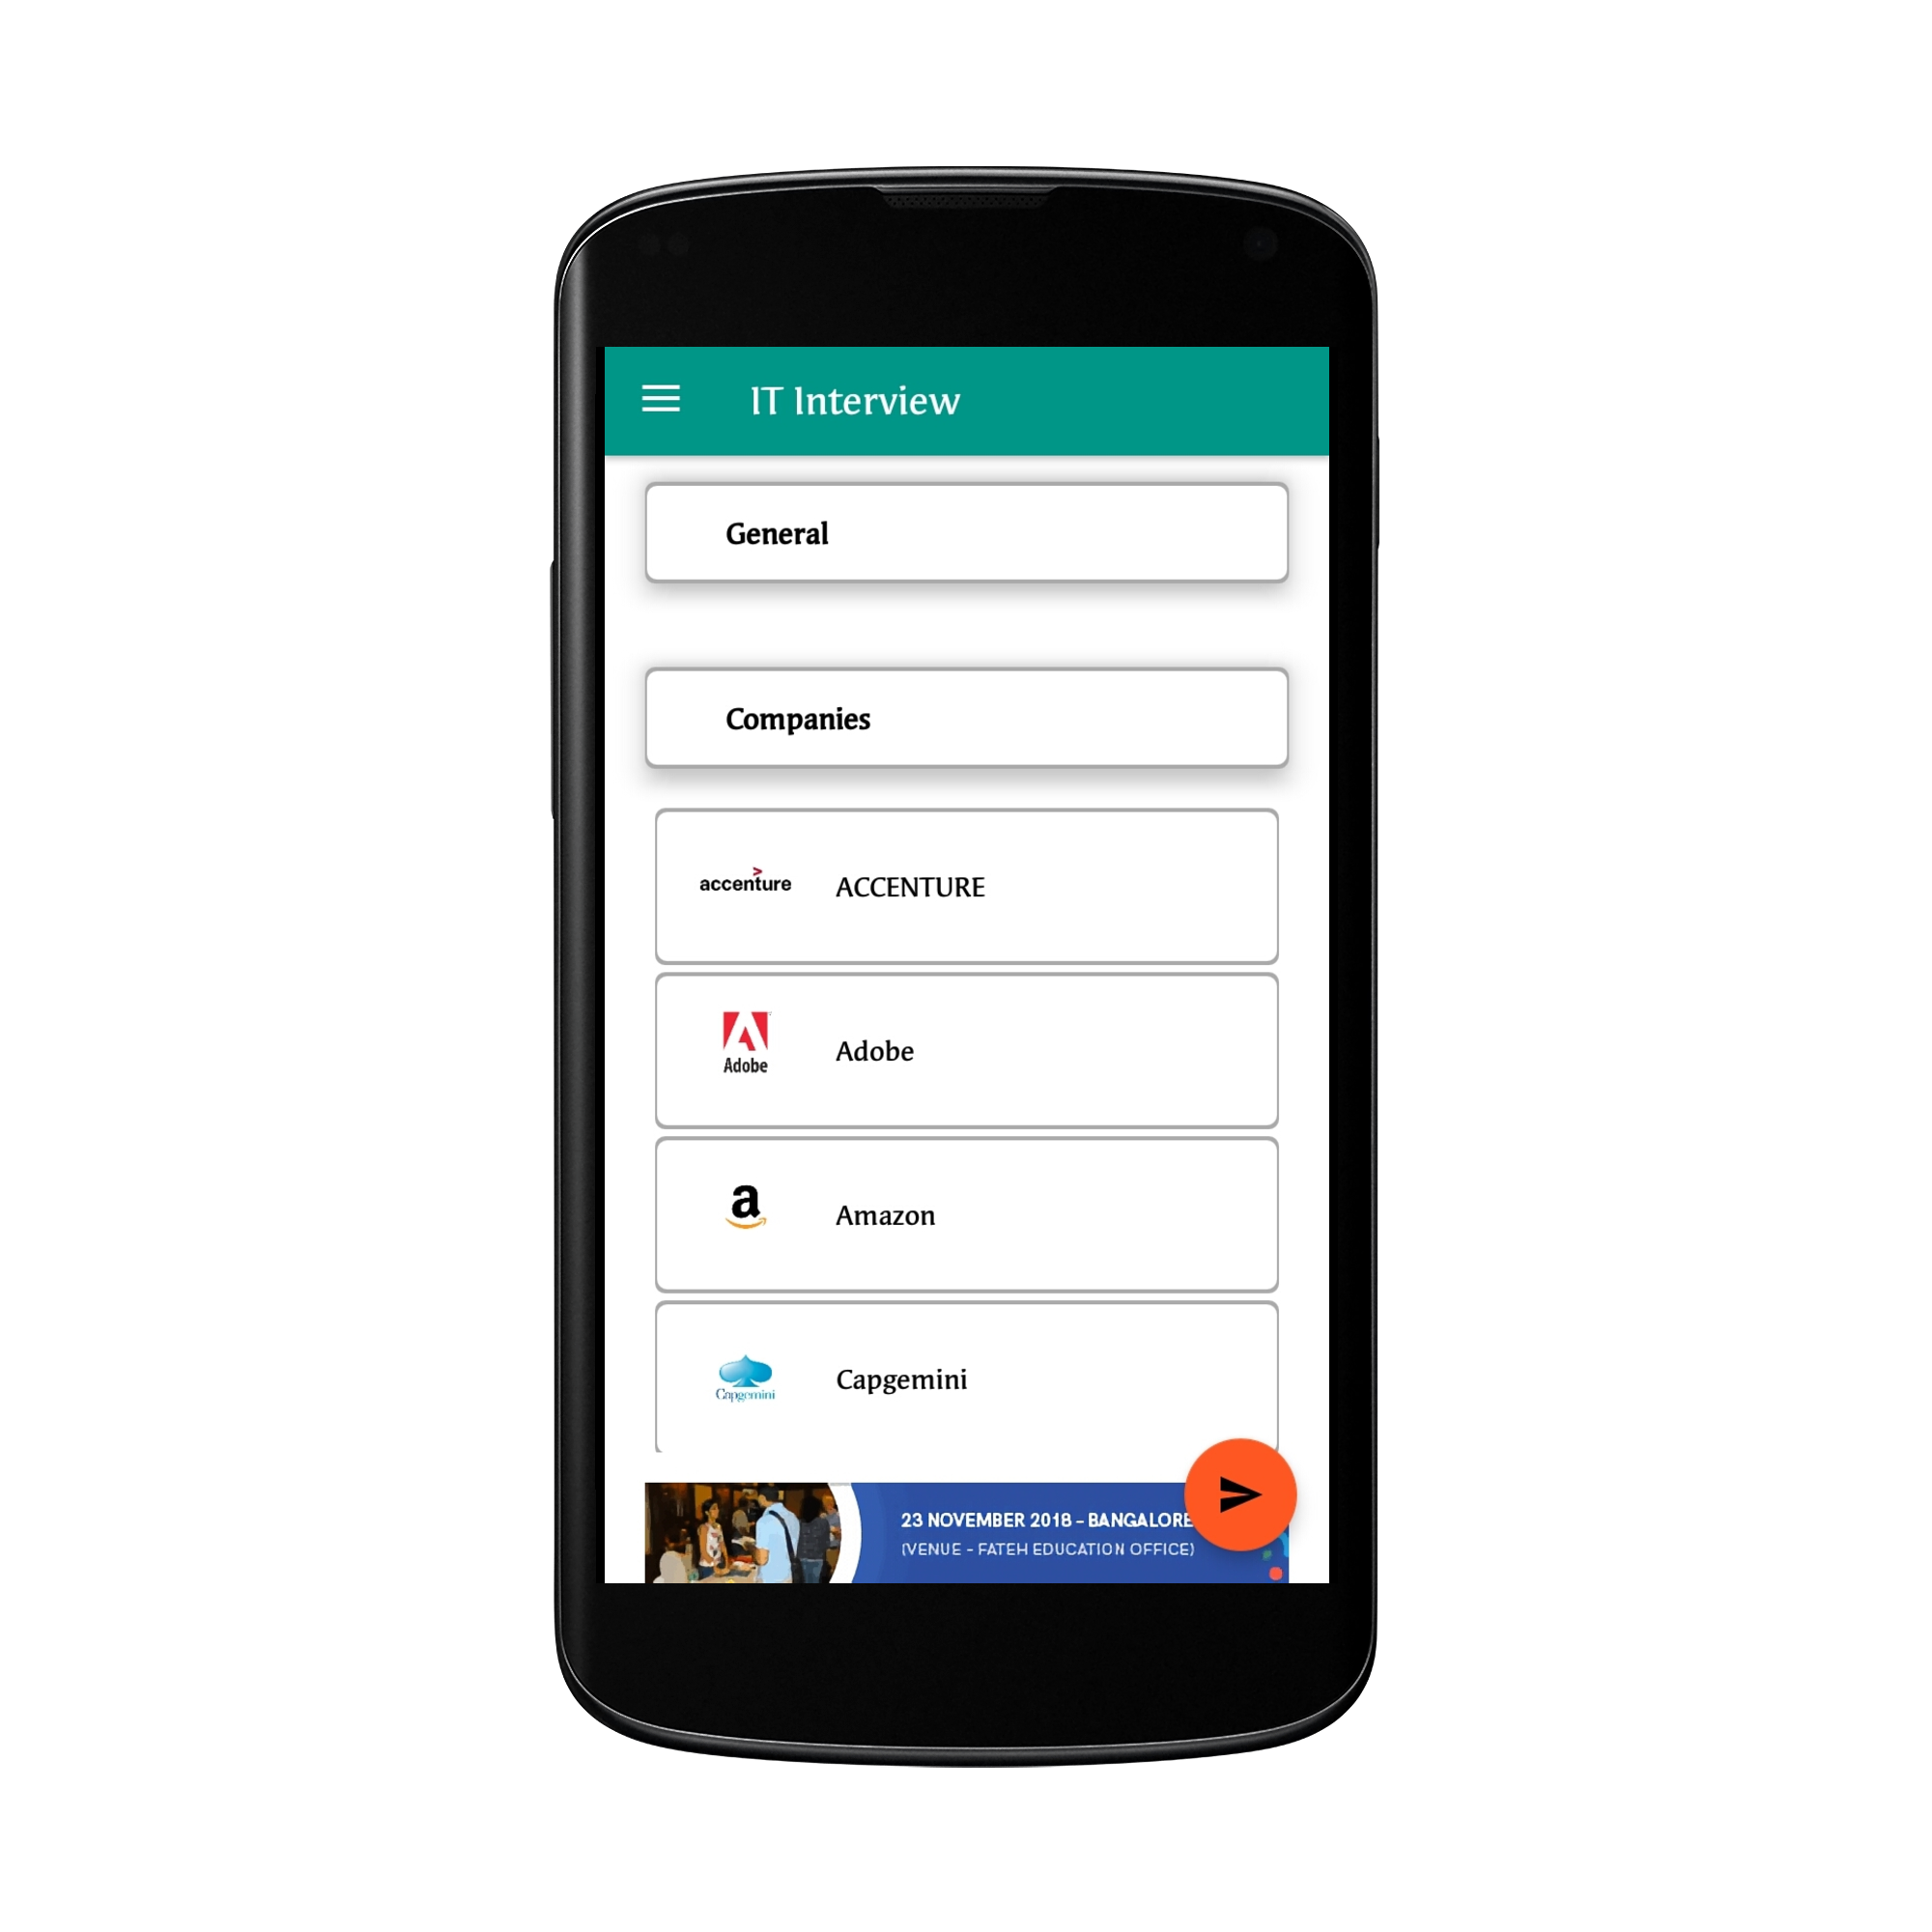 IT Interview
General
Companies
accenture
ACCENTURE
Adobe
Adobe
a
Amazon
Capgemini
Capgemini
23 NOVEMBER 2018 - BANGALORE
(VENUE - FATEH EDUCATION OFFICE)